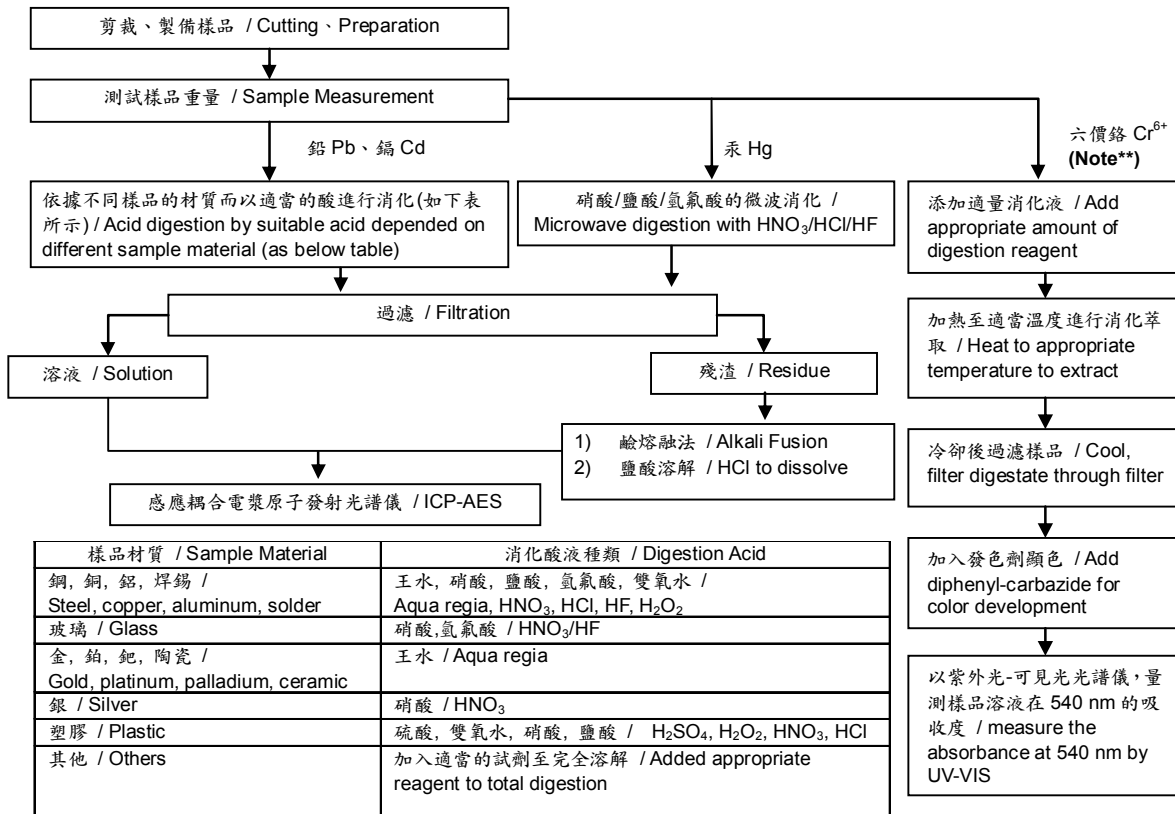 剪裁、製備樣品 / Cutting、Preparation
測試樣品重量 / Sample Measurement
鉛 Pb、鎘 Cd
汞 Hg
六價鉻 Cr6+
(Note**)
依據不同樣品的材質而以適當的酸進行消化(如下表
所示) / Acid digestion by suitable acid depended on
different sample material (as below table)
硝酸/鹽酸/氫氟酸的微波消化 /
Microwave digestion with HNO3/HCl/HF
添加適量消化液 / Add
appropriate amount of
digestion reagent
過濾 / Filtration
加熱至適當溫度進行消化萃
取 / Heat to appropriate
temperature to extract
溶液 / Solution
殘渣 / Residue
1) 鹼熔融法 / Alkali Fusion
2) 鹽酸溶解 / HCl to dissolve
冷卻後過濾樣品 / Cool,
filter digestate through filter
感應耦合電漿原子發射光譜儀 / ICP-AES
加入發色劑顯色 / Add
diphenyl-carbazide for
color development
以紫外光-可見光光譜儀，量
測樣品溶液在 540 nm 的吸
收度 / measure the
absorbance at 540 nm by
UV-VIS
樣品材質 / Sample Material
消化酸液種類 / Digestion Acid
鋼, 銅, 鋁, 焊錫 /
Steel, copper, aluminum, solder
王水, 硝酸, 鹽酸, 氫氟酸, 雙氧水 /
Aqua regia, HNO3, HCl, HF, H2O2
玻璃 / Glass
硝酸,氫氟酸 / HNO3/HF
金, 鉑, 鈀, 陶瓷 /
Gold, platinum, palladium, ceramic
王水 / Aqua regia
銀 / Silver
硝酸 / HNO3
塑膠 / Plastic
硫酸, 雙氧水, 硝酸, 鹽酸 / H2SO4, H2O2, HNO3, HCl
其他 / Others
加入適當的試劑至完全溶解 / Added appropriate
reagent to total digestion